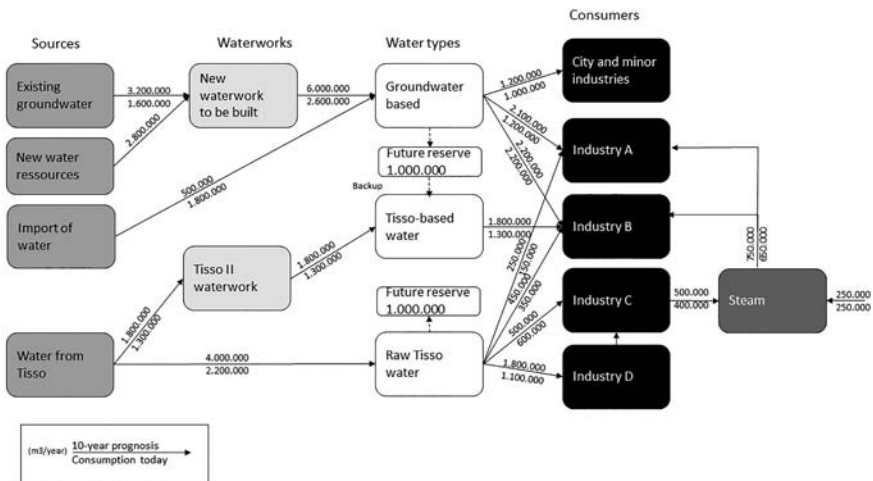 Consumers
Sources
Waterworks
Water types
Existing
groundwater
3.200.000
1.600.000
New
waterwork
to be built
6.000.000
2.600.000
Groundwater
based
1.200.000
1.000.000
City and minor
industries
New water
ressources
2.800.000
2.100.000
1.200.000
2.200.000
2.200.000
Industry A
Future reserve
1.000.000
Backup
Import of
water
500.000
1.800.000
Tisso-based
water
1.800.000
1.300.000
Industry B
Tisso II
waterwork
1.800.000
1.300.000
1.800.000
1.300.000
250.000
150.000
450.000
350.000
750.000
650.000
Future reserve
1.000.000
Industry C
500.000
400.000
Steam
250.000
250.000
Water from
Tisso
4.000.000
2.200.000
Raw Tisso
water
500.000
600.000
1.800.000
1.100.000
Industry D
(m3/year)
10-year prognosis
Consumption today